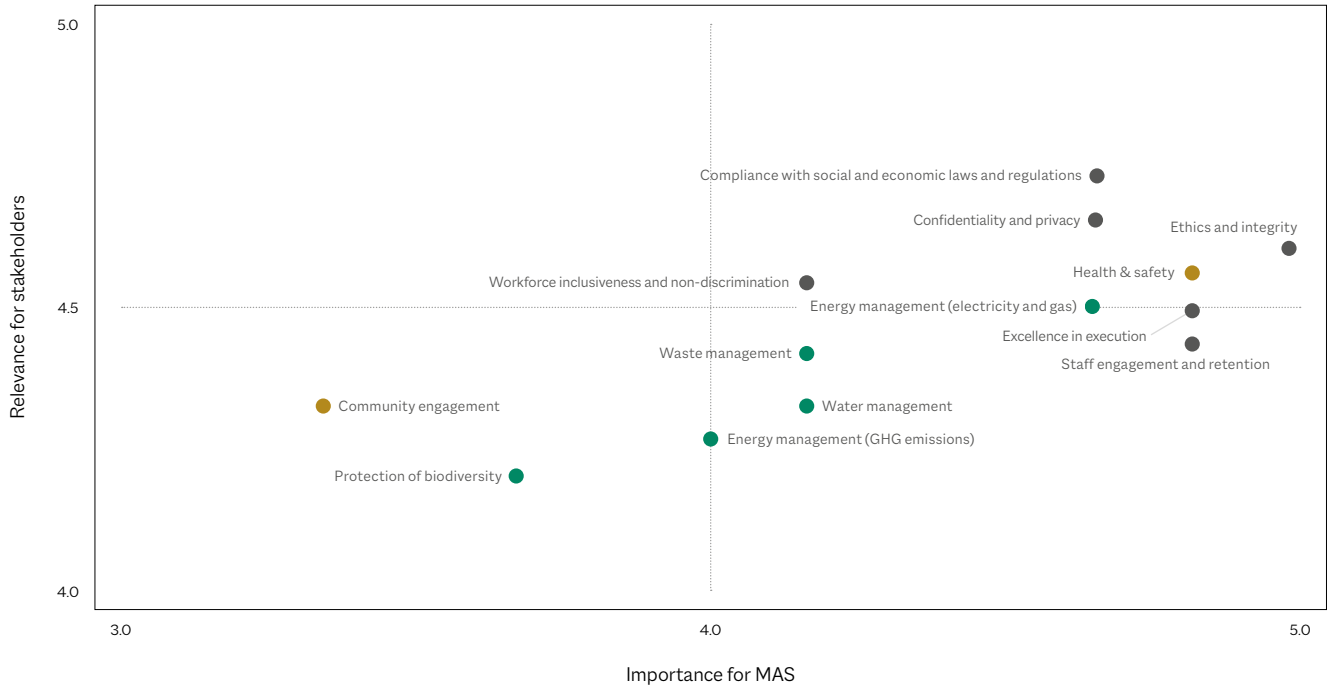 5.0
Compliance with social and economic laws and regulations
Confidentiality and privacy
Ethics and integrity
Health & safety
Workforce inclusiveness and non-discrimination
4.5
Energy management (electricity and gas)
Excellence in execution
Waste management
Staff engagement and retention
Community engagement
Water management
Energy management (GHG emissions)
Protection of biodiversity
4.0
3.0
4.0
5.0
Relevance for stakeholders
Importance for MAS